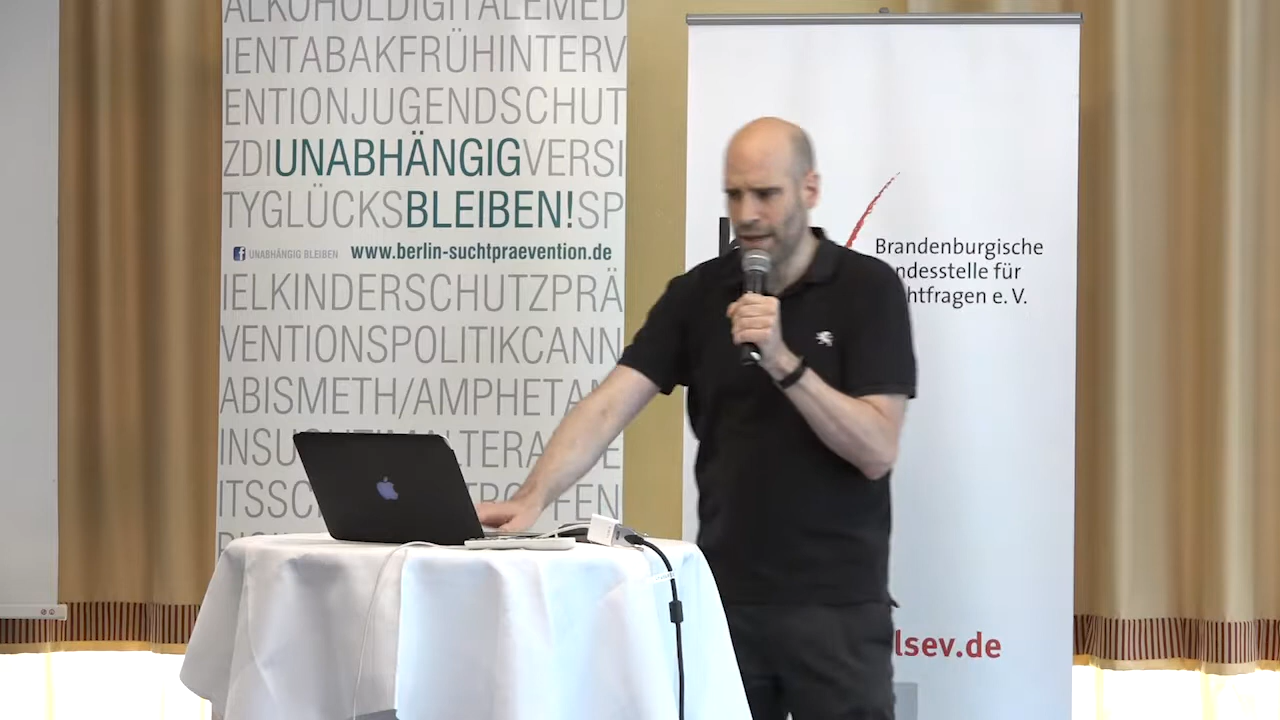 ALKOHOLDIGITALEMED
IENTABAKFRÜHINTERV
ENTIONJUGENDSCHUT
ZDIUNABHÄNGIGVERSI
TYGLÜCKSBLEIBEN!SP
UNABHÄNGIG BLEIBEN www.berlin-suchtpraevention.de
IELKINDERSCHUTZPRÄ
VENTIONSPOLITIKCANN
ABISMETH/AMPHETAM
Brandenburgische
ndesstelle für
htfragen e. V.
lsev.de